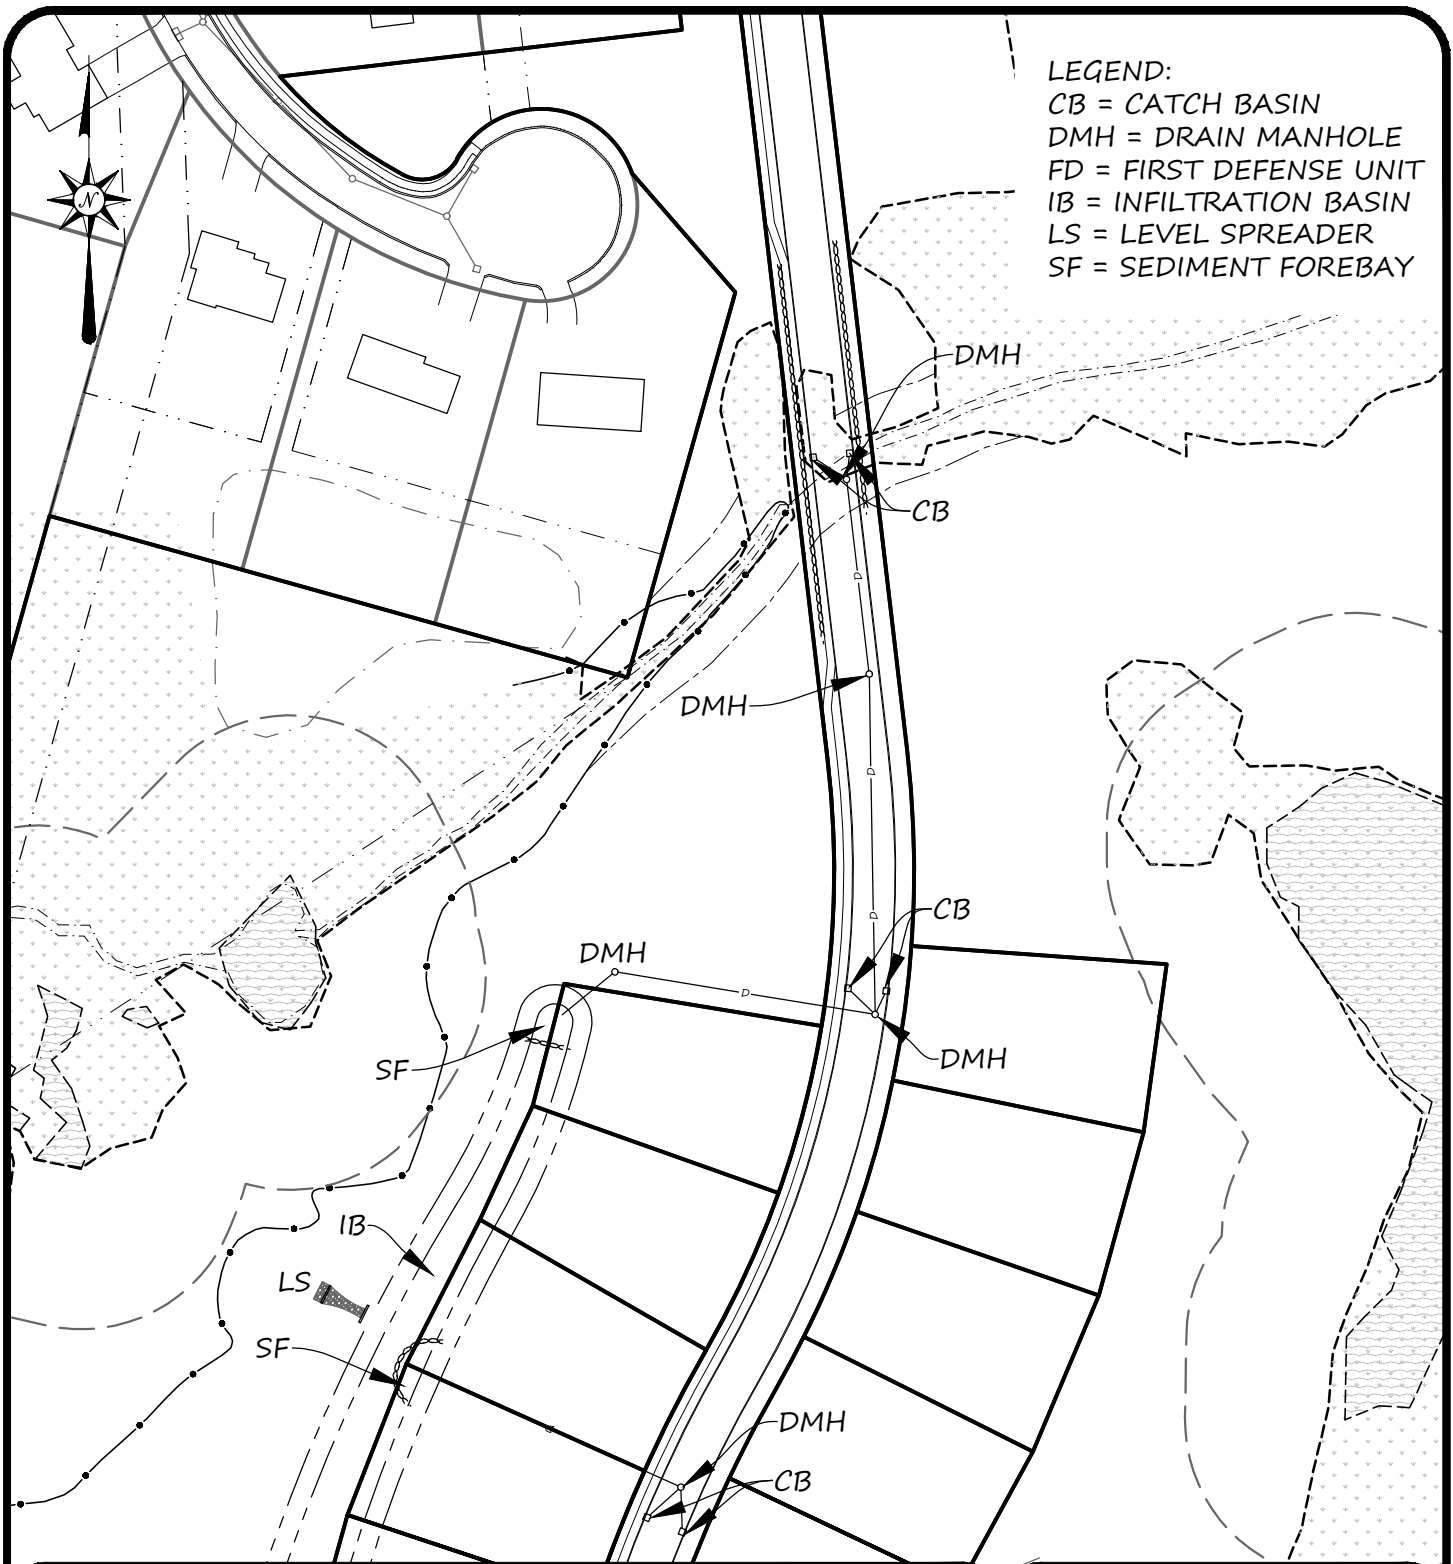 LEGEND:
CB = CATCH BASIN
DMH = DRAIN MANHOLE
FD = FIRST DEFENSE UNIT
IB = INFILTRATION BASIN
LS = LEVEL SPREADER
SF = SEDIMENT FOREBAY
N
DMH
CB
D
DMH
D
D
CB
DMH
D
DMH
SF
IB
LS
SF
DMH
CB